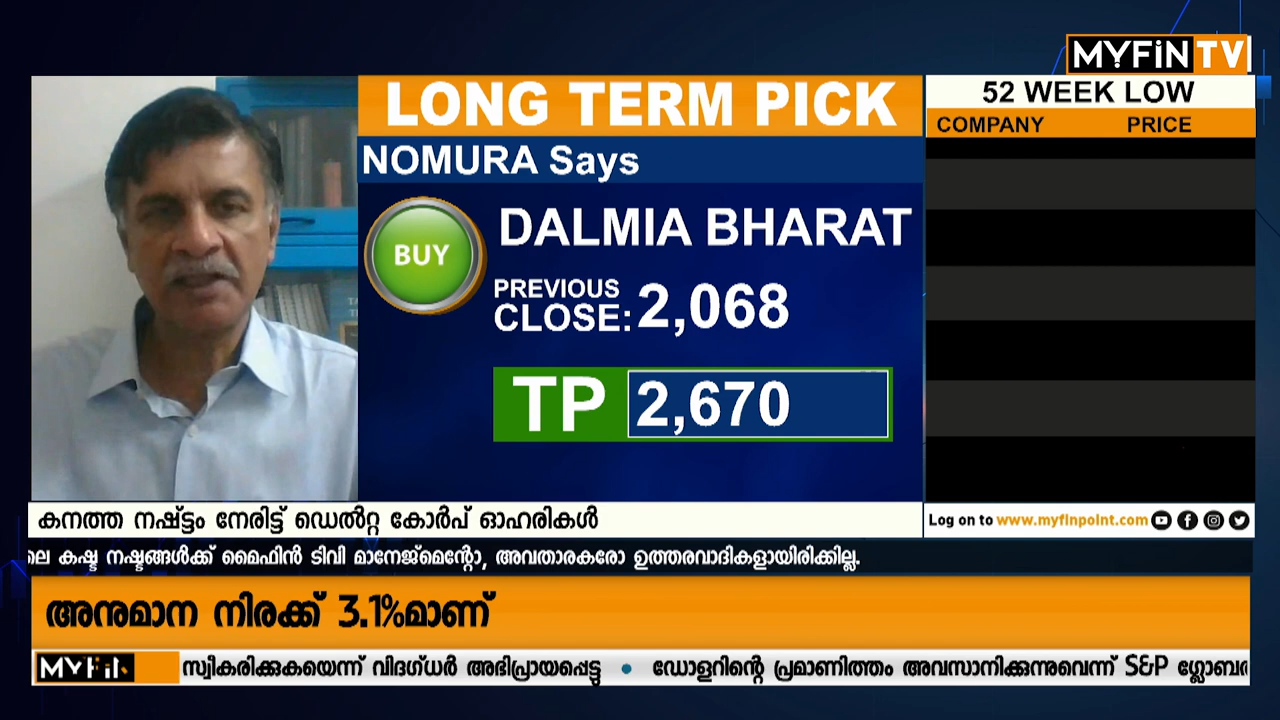 MYFiN TV
LONG TERM PICK
NOMURA Says
BUY
DALMIA BHARAT
PREVIOUS CLOSE: 2,068
TP 2,670
52 WEEK LOW
COMPANY PRICE
കനത്ത നഷ്ട്ടം നേരിട്ട് ഡെൽറ്റ കോർപ് ഓഹരികൾ
Log on to www.myfinpoint.com
കഷ്ട നഷ്ടങ്ങൾക്ക് മൈഫിൻ ടിവി മാനേജ്മെന്റോ, അവതാരകരോ ഉത്തരവാദികളായിരിക്കില്ല.
അനുമാന നിരക്ക് 3.1%മാണ്
MYFiN
സ്വീകരിക്കുകയെന്ന് വിദഗ്ധർ അഭിപ്രായപ്പെട്ടു • ഡോളറിന്റെ പ്രമാണിത്തം അവസാനിക്കുന്നുവെന്ന് S&P